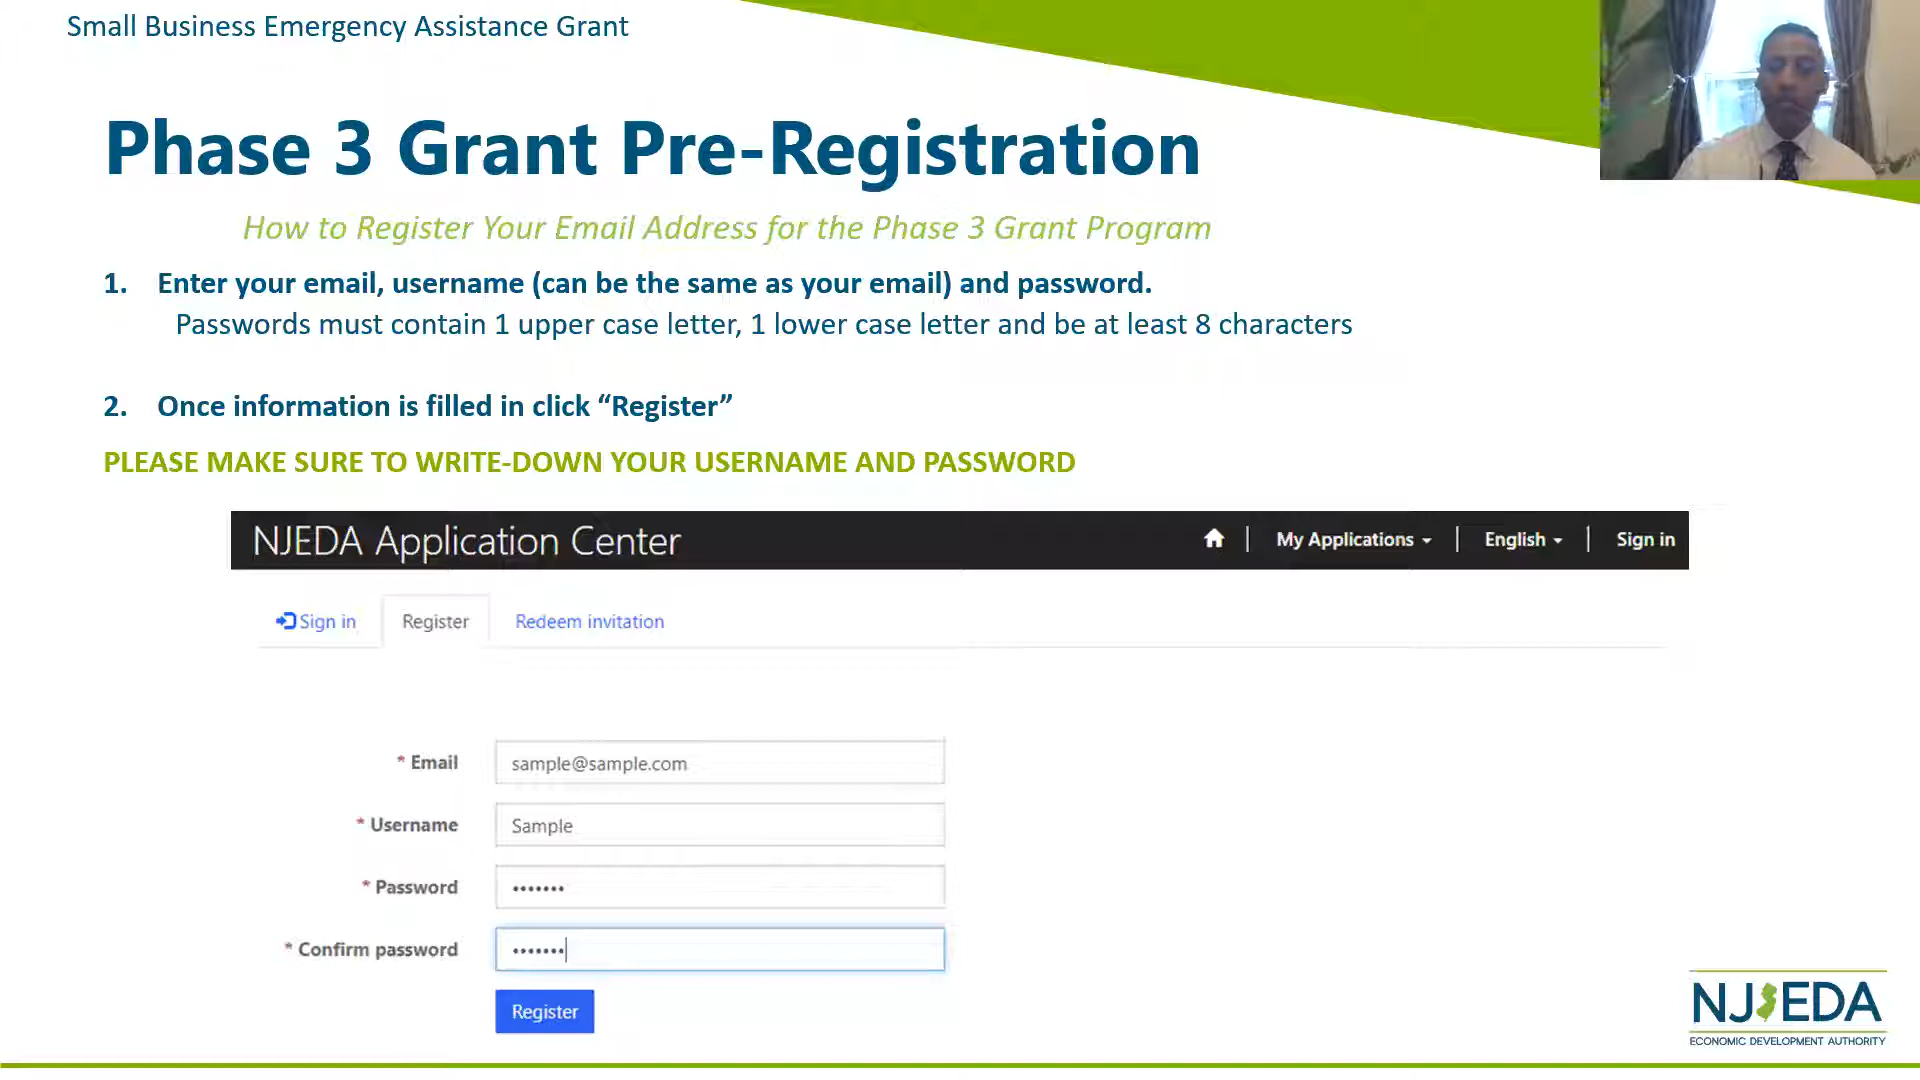 Small Business Emergency Assistance Grant
Phase 3 Grant Pre-Registration
How to Register Your Email Address for the Phase 3 Grant Program
1. Enter your email, username (can be the same as your email) and password.
Passwords must contain 1 upper case letter, 1 lower case letter and be at least 8 characters
2. Once information is filled in click “Register”
PLEASE MAKE SURE TO WRITE-DOWN YOUR USERNAME AND PASSWORD
NJEDA Application Center
My Applications
English
Sign in
Sign in
Register
Redeem invitation
* Email
sample@sample.com
* Username
Sample
* Password
•••••••
* Confirm password
•••••••
Register
NJEDA
ECONOMIC DEVELOPMENT AUTHORITY